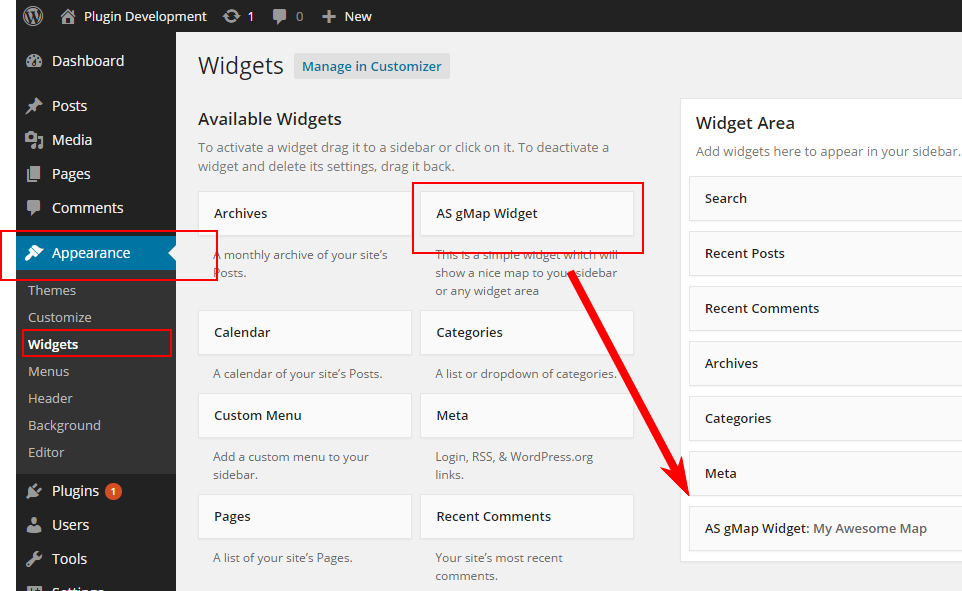 Plugin Development 1 0 New
Dashboard
Posts
Media
Pages
Comments
Appearance
Themes
Customize
Widgets
Menus
Header
Background
Editor
Plugins 1
Users
Tools
Settings
Widgets Manage in Customizer
Available Widgets
To activate a widget drag it to a sidebar or click on it. To deactivate a
widget and delete its settings, drag it back.
Archives
A monthly archive of your site's
Posts.
AS gMap Widget
This is a simple widget which will
show a nice map to your sidebar
or any widget area
Calendar
A calendar of your site's Posts.
Categories
A list or dropdown of categories.
Custom Menu
Add a custom menu to your
sidebar.
Meta
Login, RSS, & WordPress.org
links.
Pages
A list of your site's Pages.
Recent Comments
Your site's most recent
comments.
Widget Area
Add widgets here to appear in your sidebar.
Search
Recent Posts
Recent Comments
Archives
Categories
Meta
AS gMap Widget: My Awesome Map